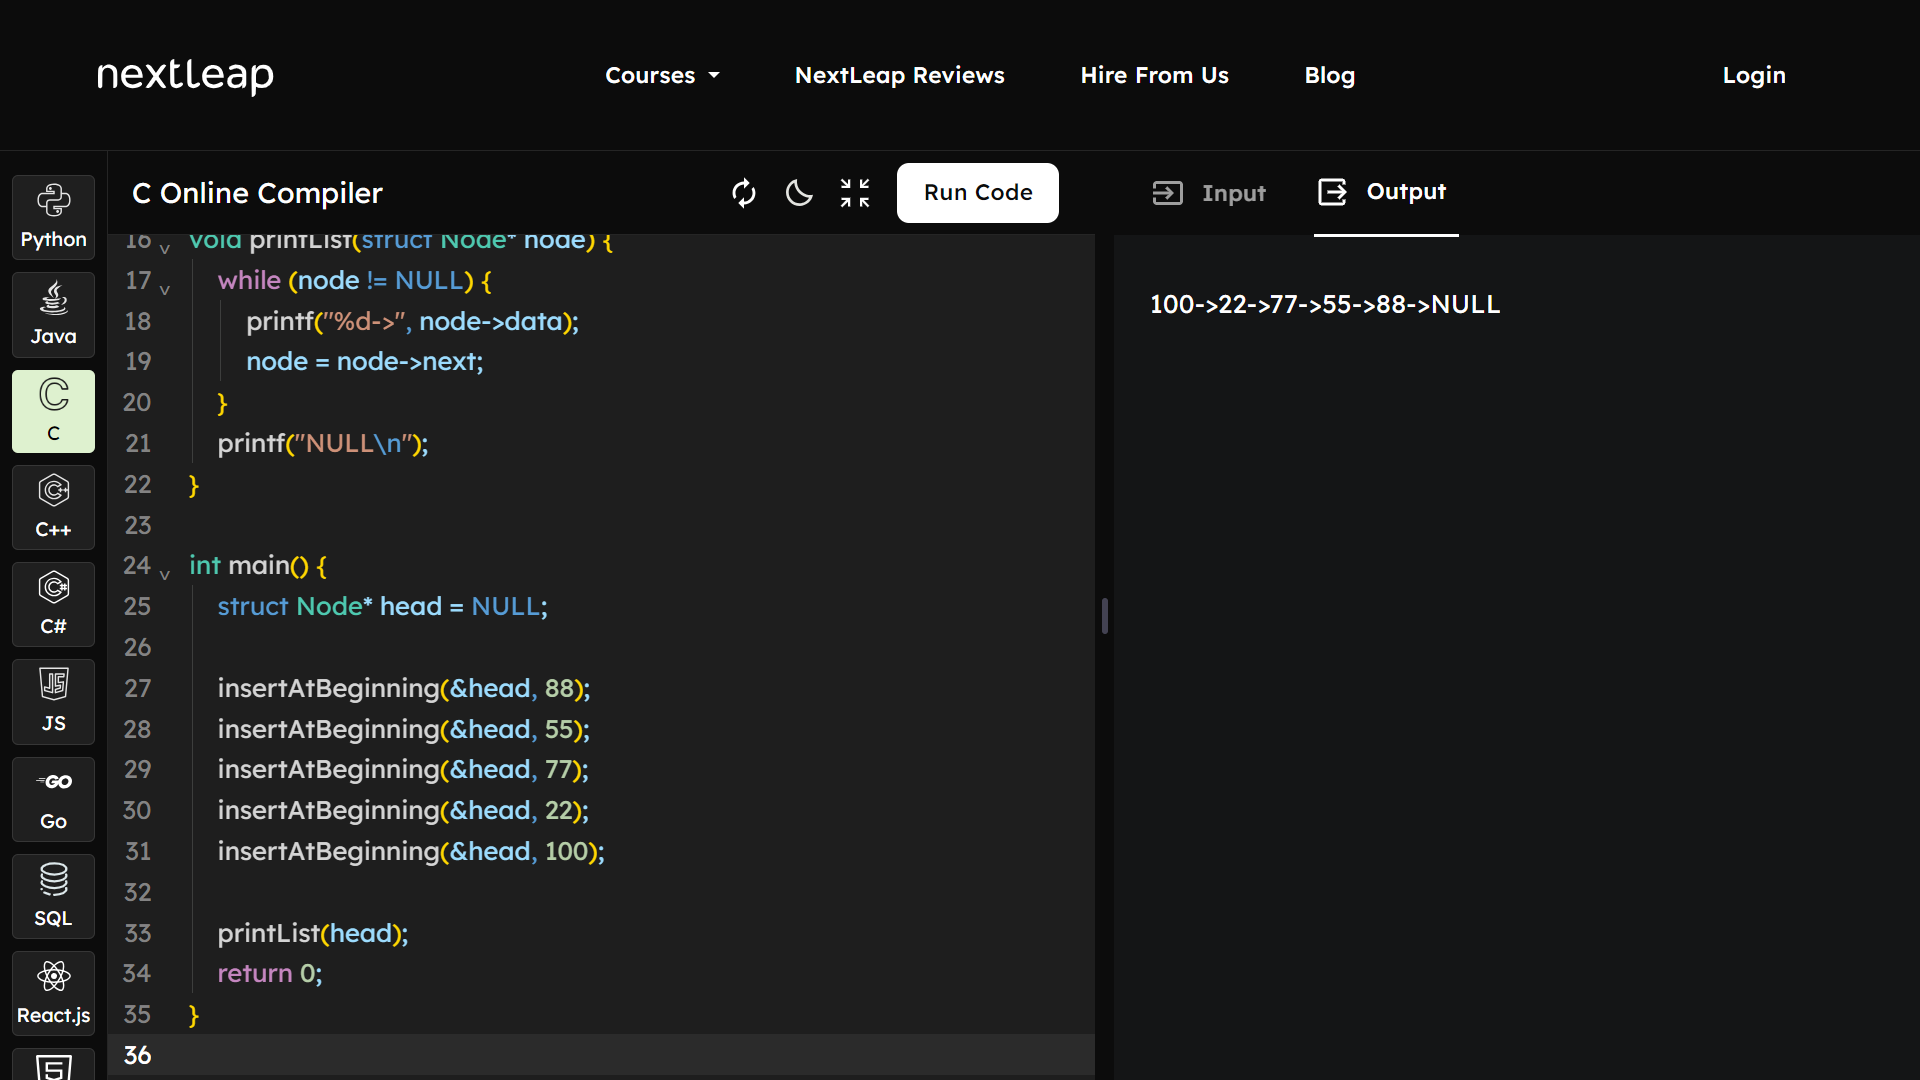 nextleap
Courses
NextLeap Reviews
Hire From Us
Blog
Login
Python
Java
C
C++
C#
JS
Go
SQL
React.js
C Online Compiler
Run Code
16 void printList(struct Node* node) {
17 while (node != NULL) {
18 printf("%d->", node->data);
19 node = node->next;
20 }
21 printf("NULL\n");
22 }
23
24 int main() {
25 struct Node* head = NULL;
26
27 insertAtBeginning(&head, 88);
28 insertAtBeginning(&head, 55);
29 insertAtBeginning(&head, 77);
30 insertAtBeginning(&head, 22);
31 insertAtBeginning(&head, 100);
32
33 printList(head);
34 return 0;
35 }
36
Input
Output
100->22->77->55->88->NULL